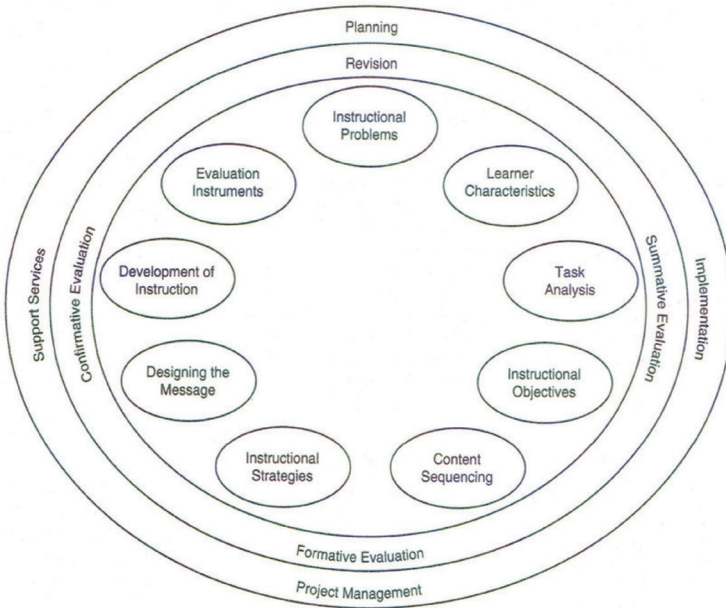 Planning
Revision
Instructional
Problems
Evaluation
Instruments
Learner
Characteristics
Support Services
Confirmative Evaluation
Development of
Instruction
Task
Analysis
Summative Evaluation
Implementation
Designing the
Message
Instructional
Objectives
Instructional
Strategies
Content
Sequencing
Formative Evaluation
Project Management